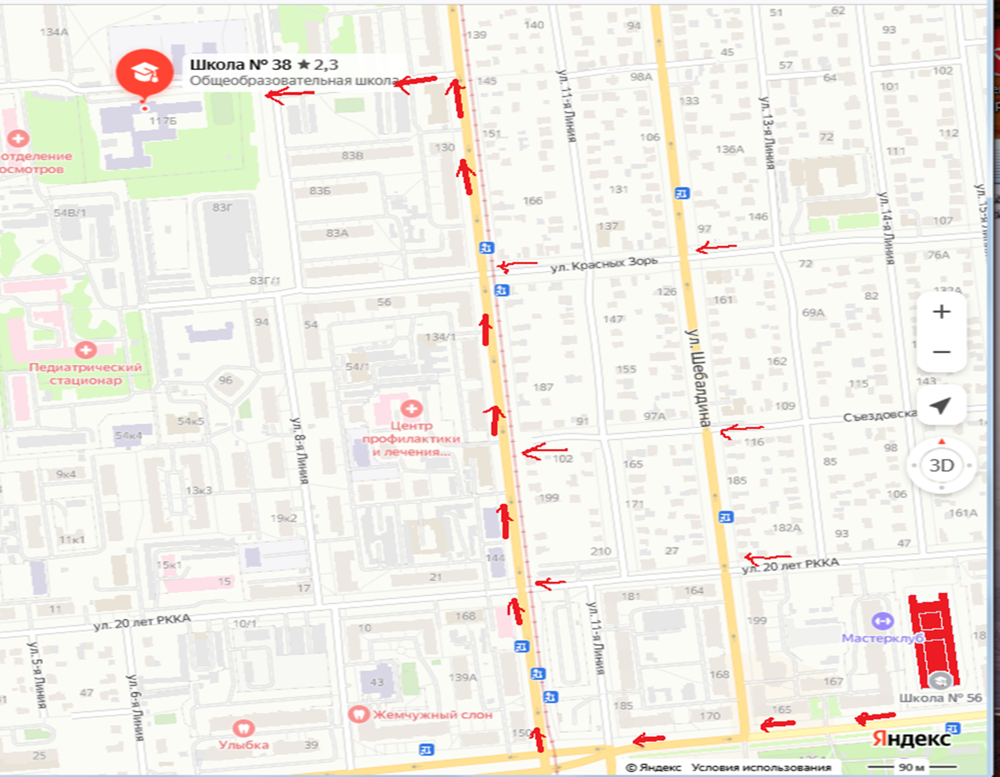 134А
139
140
94
51
62
93
45
57
64
102
101
Школа № 38 ★ 2,3
Общеобразовательная школа
145
98А
117Б
ул. 11-я Линия
133
ул. 13-я Линия
151
106
136А
72
112
111
отделение
осмотров
83В
130
83Б
131
166
54В/1
83Г
146
137
97
107
83А
ул. 14-я Линия
ул. 15-я Линия
76А
ул. Красных Зорь
72
83Г/1
126
161
82
132А
56
94
54
147
69А
134/1
Педиатрический
стационар
54/1
155
162
ул. Шебалдина
96
187
115
143
109
Центр
профилактики
и лечения...
97А
91
Съездовска
54к5
54к4
116
98
ул. 8-я Линия
102
165
85
9к4
13к3
185
199
171
106
19к2
161А
182А
93
11к1
47
210
27
144
15к1
15
17
21
ул. 20 лет РККА
181
164
11
168
ул. 20 лет РККА
10/1
10
199
Мастерклуб
18
ул. 11-я Линия
ул. 5-я Линия
43
139А
168
167
47
ул. 6-я Линия
Школа № 56
185
165
170
Жемчужный слон
Улыбка
39
150
25
Яндекс
© Яндекс Условия использования
90 м
+
−
3D